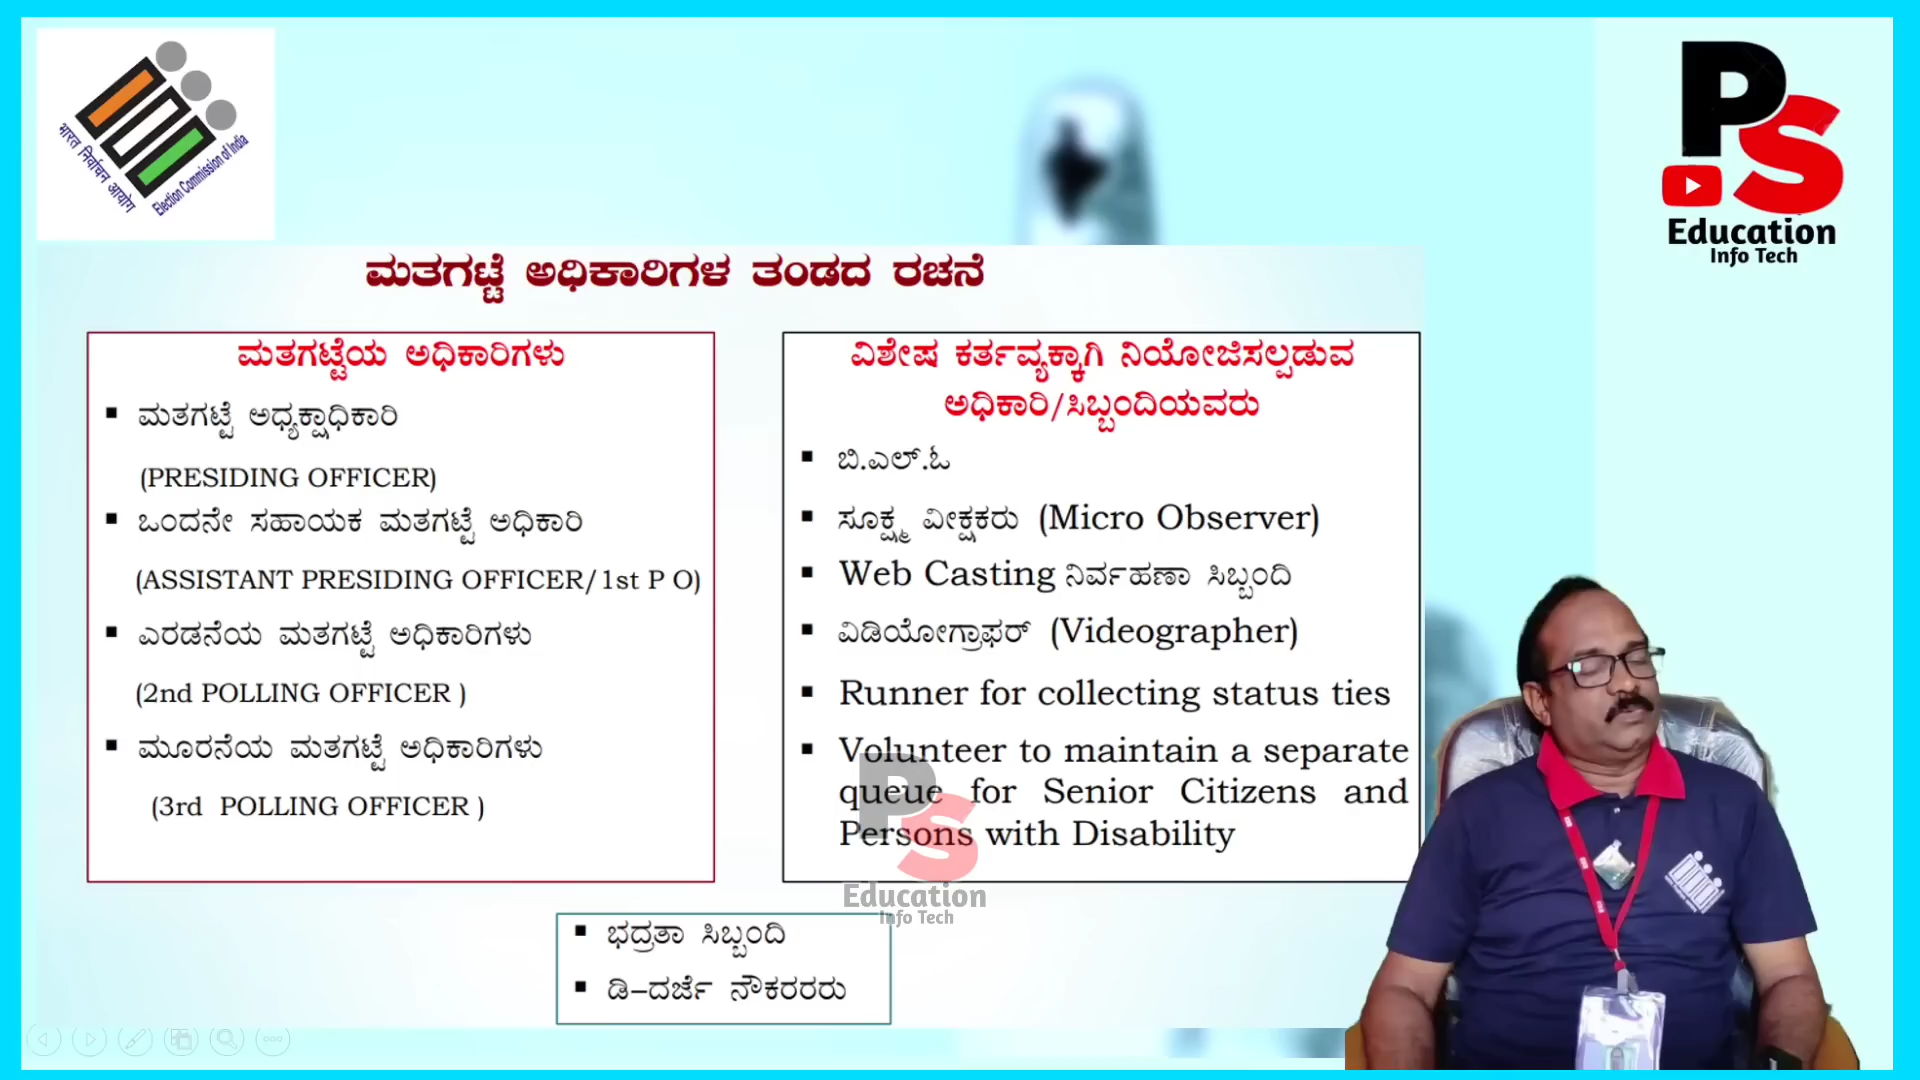 भारत निर्वाचन आयोग
Election Commission of India
PS
Education
Info Tech
ಮತಗಟ್ಟೆ ಅಧಿಕಾರಿಗಳ ತಂಡದ ರಚನೆ
ಮತಗಟ್ಟೆಯ ಅಧಿಕಾರಿಗಳು
▪ ಮತಗಟ್ಟೆ ಅಧ್ಯಕ್ಷಾಧಿಕಾರಿ
(PRESIDING OFFICER)
▪ ಒಂದನೇ ಸಹಾಯಕ ಮತಗಟ್ಟೆ ಅಧಿಕಾರಿ
(ASSISTANT PRESIDING OFFICER/1st P O)
▪ ಎರಡನೆಯ ಮತಗಟ್ಟೆ ಅಧಿಕಾರಿಗಳು
(2nd POLLING OFFICER )
▪ ಮೂರನೆಯ ಮತಗಟ್ಟೆ ಅಧಿಕಾರಿಗಳು
(3rd POLLING OFFICER )
ವಿಶೇಷ ಕರ್ತವ್ಯಕ್ಕಾಗಿ ನಿಯೋಜಿಸಲ್ಪಡುವ
ಅಧಿಕಾರಿ/ಸಿಬ್ಬಂದಿಯವರು
▪ ಬಿ.ಎಲ್.ಓ
▪ ಸೂಕ್ಷ್ಮ ವೀಕ್ಷಕರು (Micro Observer)
▪ Web Casting ನಿರ್ವಹಣಾ ಸಿಬ್ಬಂದಿ
▪ ವಿಡಿಯೋಗ್ರಾಫರ್ (Videographer)
▪ Runner for collecting status ties
▪ Volunteer to maintain a separate
queue for Senior Citizens and
Persons with Disability
PS
Education
Info Tech
▪ ಭದ್ರತಾ ಸಿಬ್ಬಂದಿ
▪ ಡಿ–ದರ್ಜೆ ನೌಕರರರು